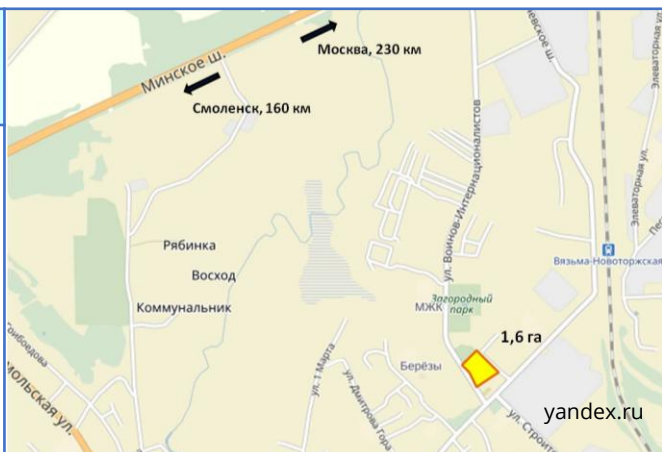 Минское ш.
Москва, 230 км
Смоленск, 160 км
ул. Воинов-Интернационалистов
Элеваторная ул.
Элеваторная ул.
Вязьма-Новоторжская
Рябинка
Восход
Коммунальник
Загородный
парк
МЖК
1,6 га
Берёзы
ул. 1 Марта
ул. Дмитрова Гора
yandex.ru